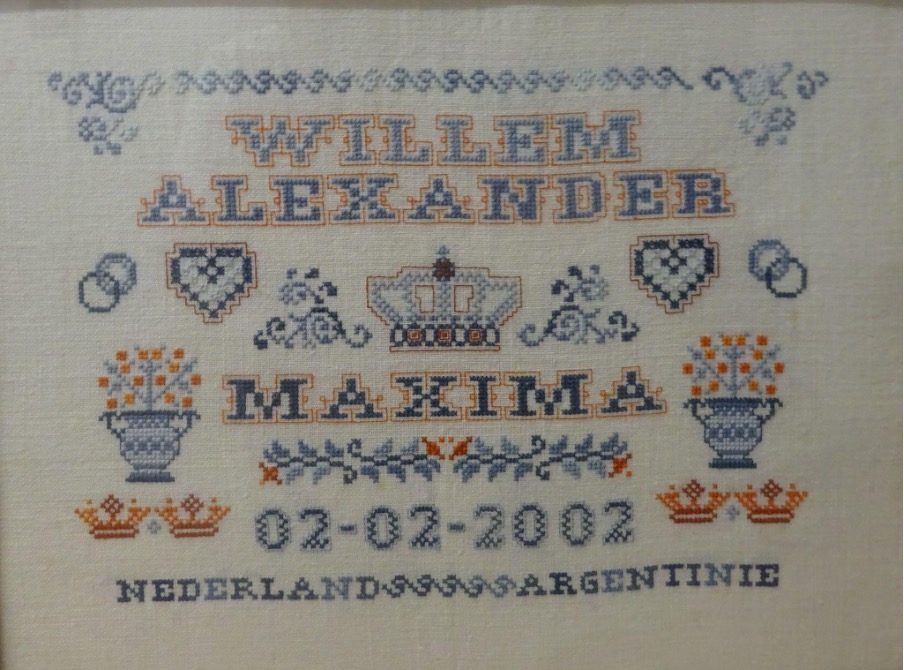 WILLEM
ALEXANDER
MAXIMA
02-02-2002
NEDERLAND ARGENTINIE